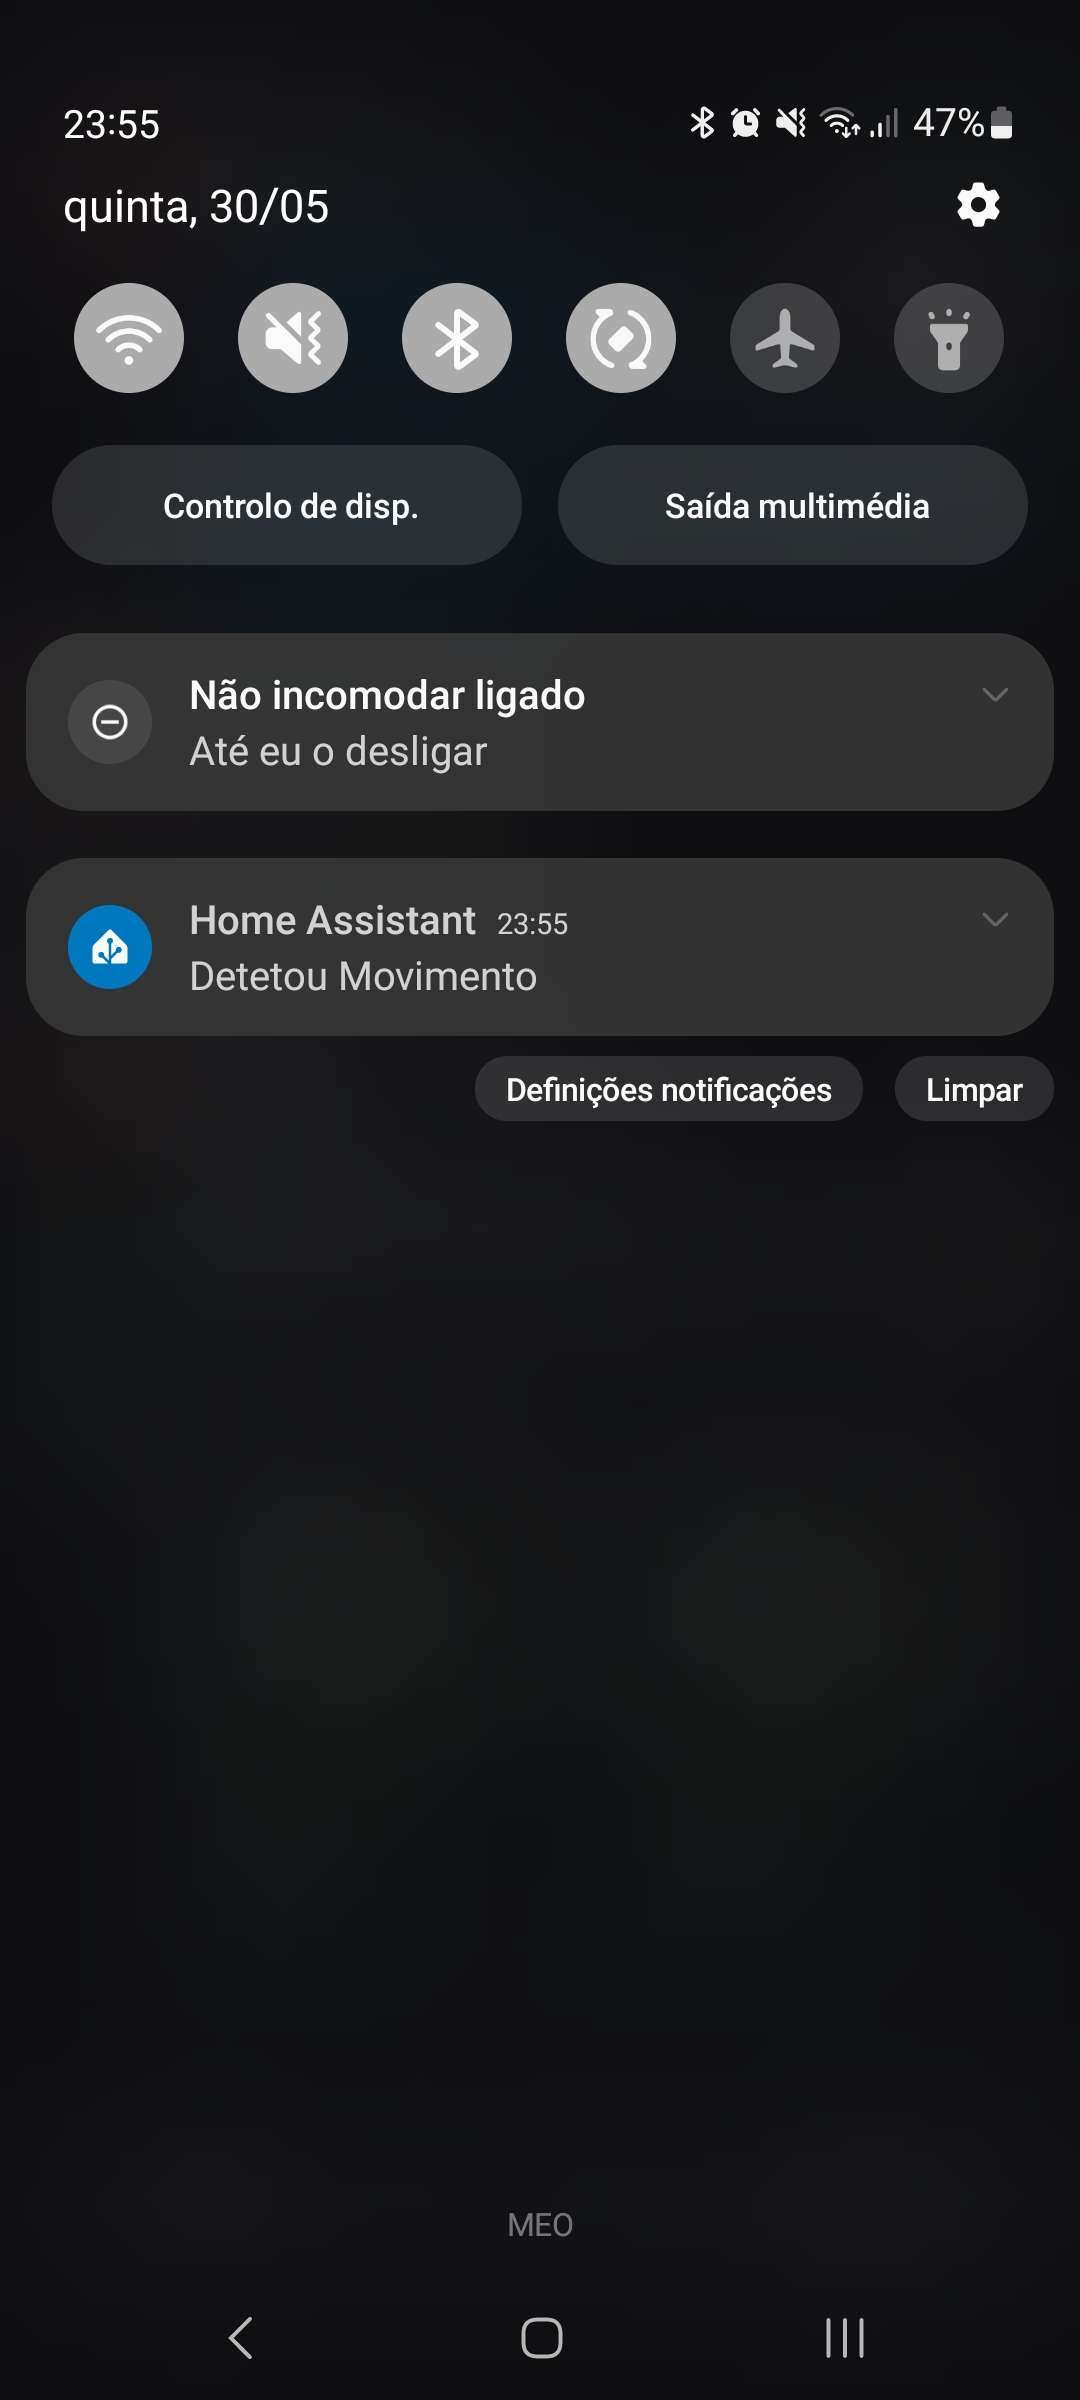 23:55
47%
quinta, 30/05
Controlo de disp.
Saída multimédia
Não incomodar ligado
Até eu o desligar
Home Assistant 23:55
Detetou Movimento
Definições notificações
Limpar
MEO